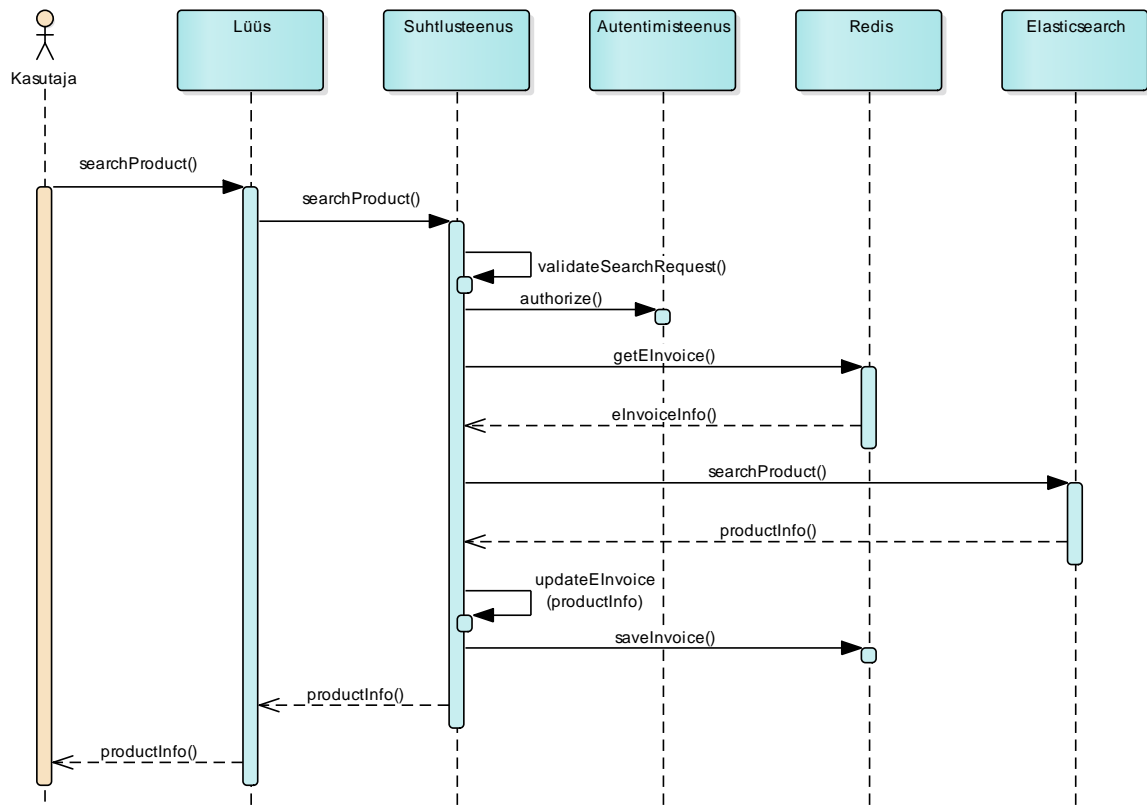 Kasutaja
Lüüs
Suhtlusteenus
Autentimisteenus
Redis
Elasticsearch
searchProduct()
searchProduct()
validateSearchRequest()
authorize()
getEInvoice()
eInvoiceInfo()
searchProduct()
productInfo()
updateEInvoice
(productInfo)
saveInvoice()
productInfo()
productInfo()